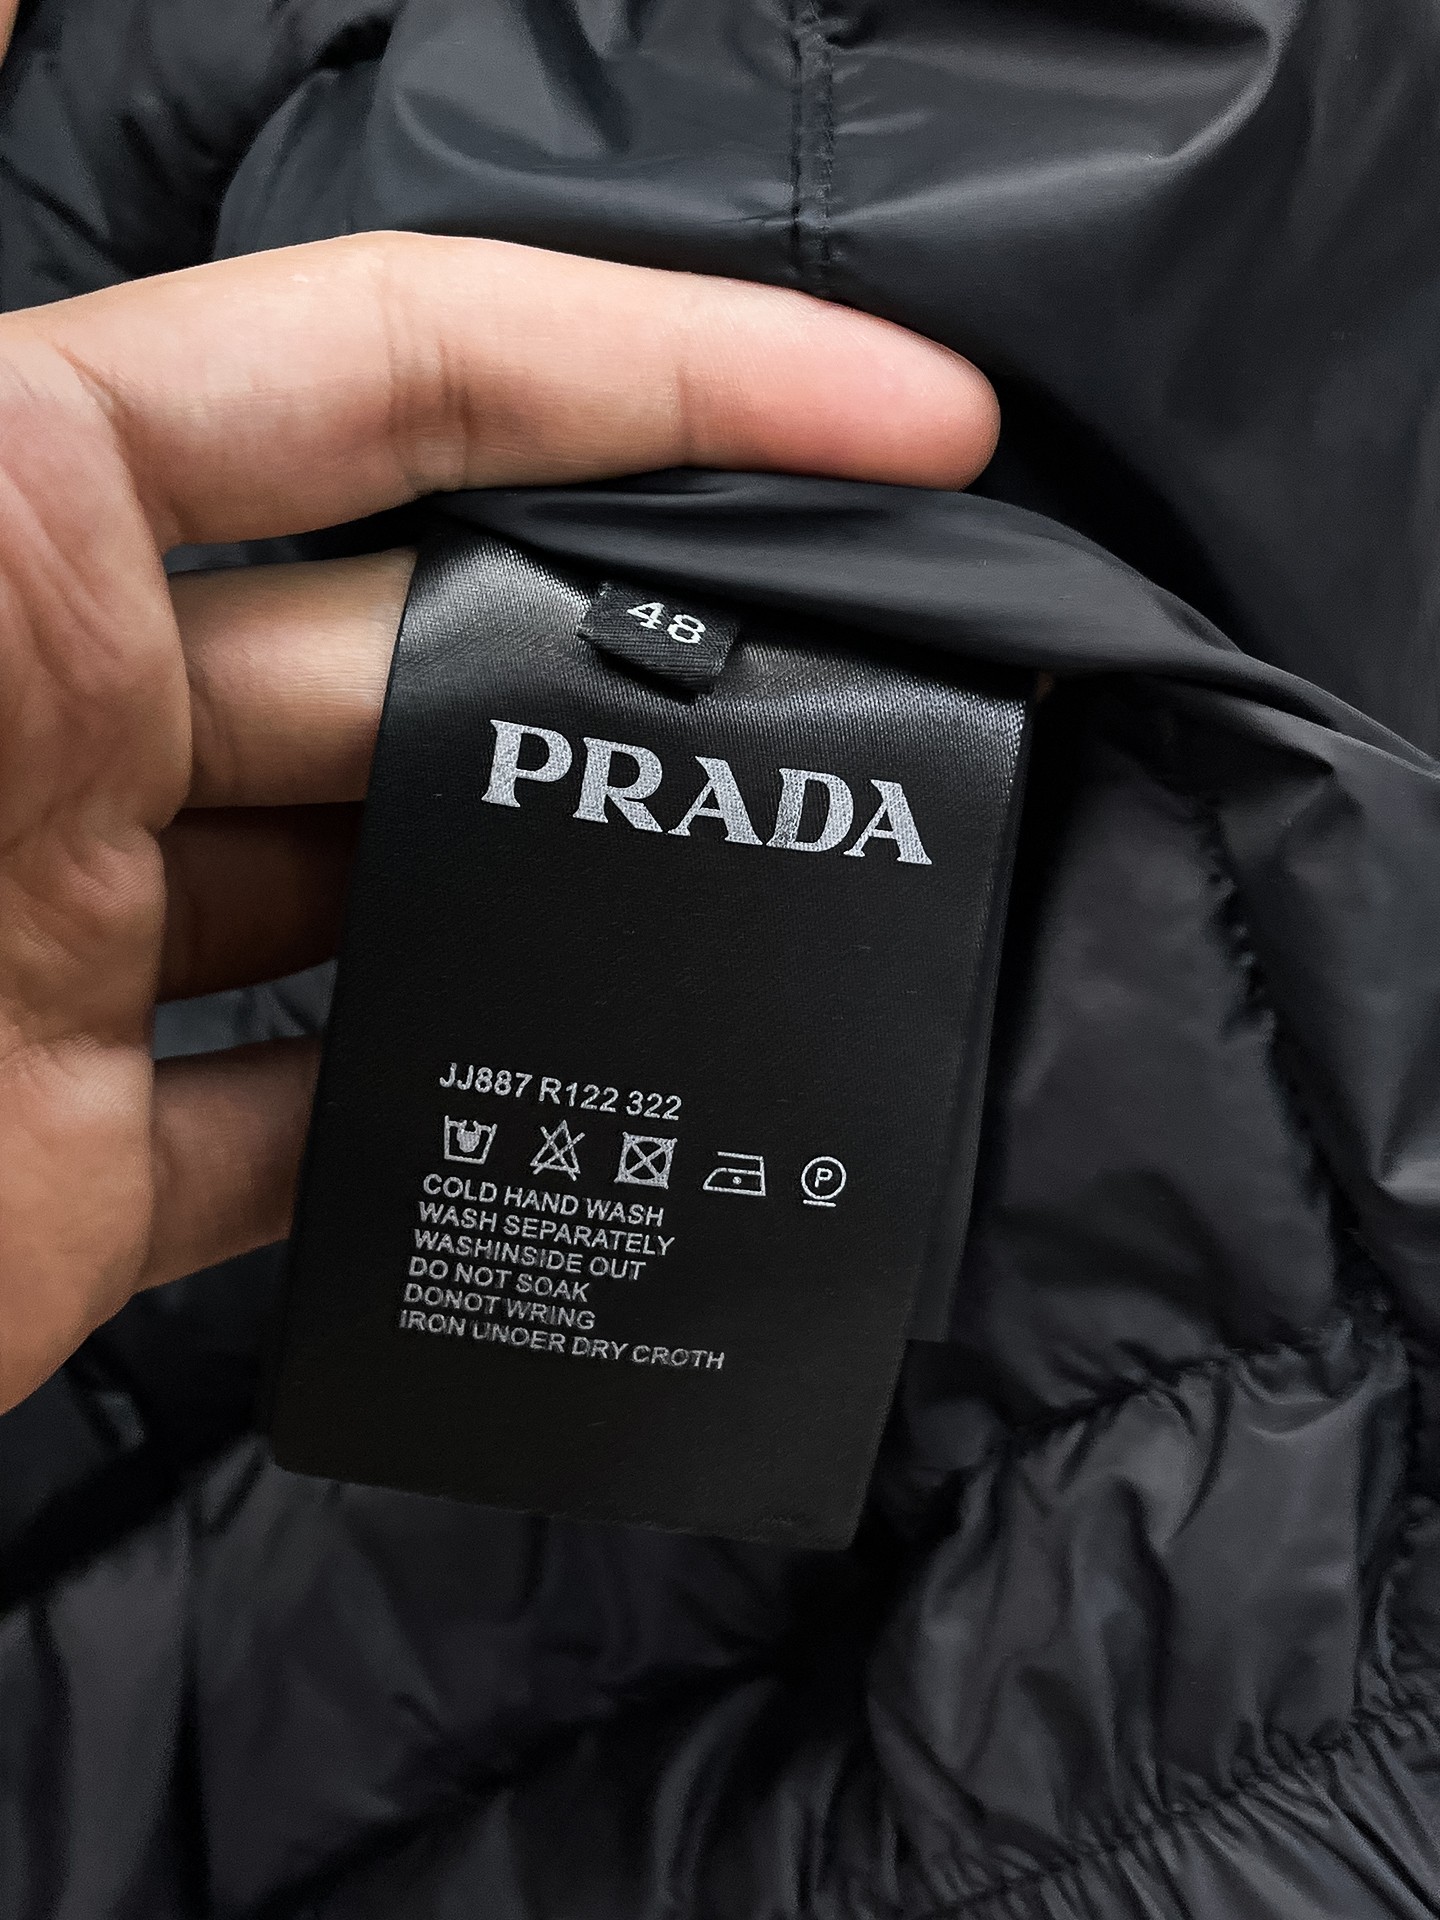 48
PRADA
JJ887 R122 322
P
COLD HAND WASH
WASH SEPARATELY
WASHINSIDE OUT
DO NOT SOAK
DONOT WRING
IRON UNOER DRY CROTH